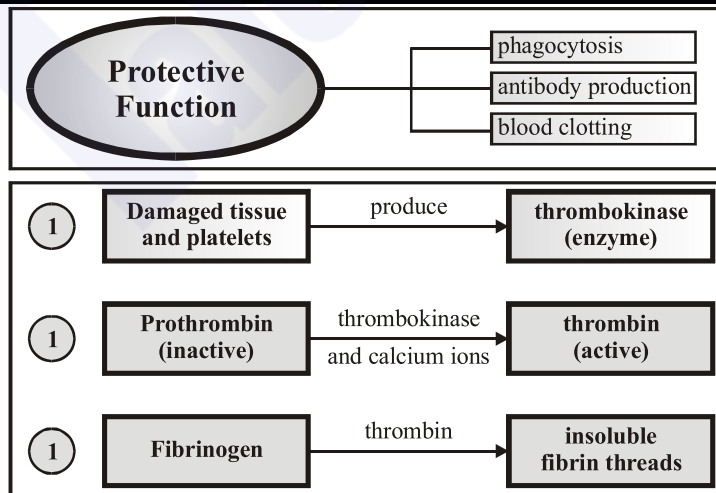 Protective
Function
phagocytosis
antibody production
blood clotting
1
Damaged tissue
and platelets
produce
thrombokinase
(enzyme)
1
Prothrombin
(inactive)
thrombokinase
and calcium ions
thrombin
(active)
1
Fibrinogen
thrombin
insoluble
fibrin threads